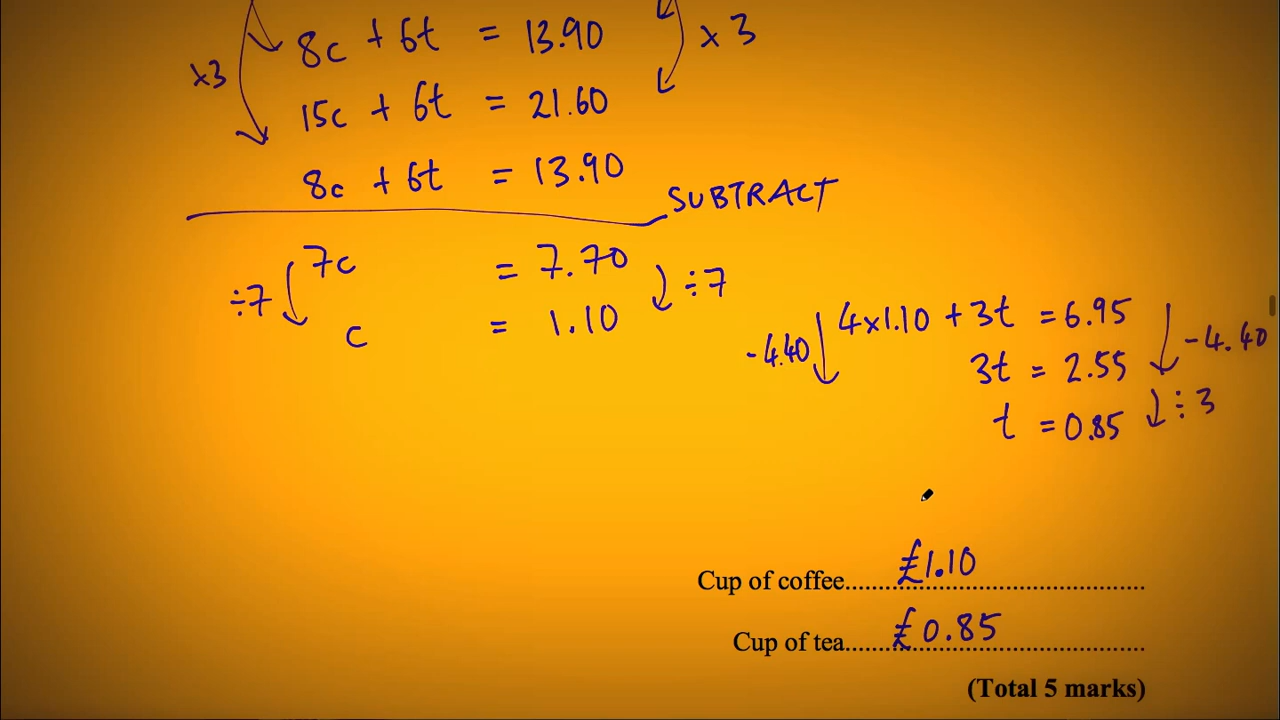 8c + 6t = 13.90
×3
×3
15c + 6t = 21.60
8c + 6t = 13.90
SUBTRACT
7c = 7.70
÷7
÷7
c = 1.10
4×1.10 + 3t = 6.95
-4.40
-4.40
3t = 2.55
÷3
t = 0.85
Cup of coffee.....£1.10.....
Cup of tea.....£0.85.....
(Total 5 marks)